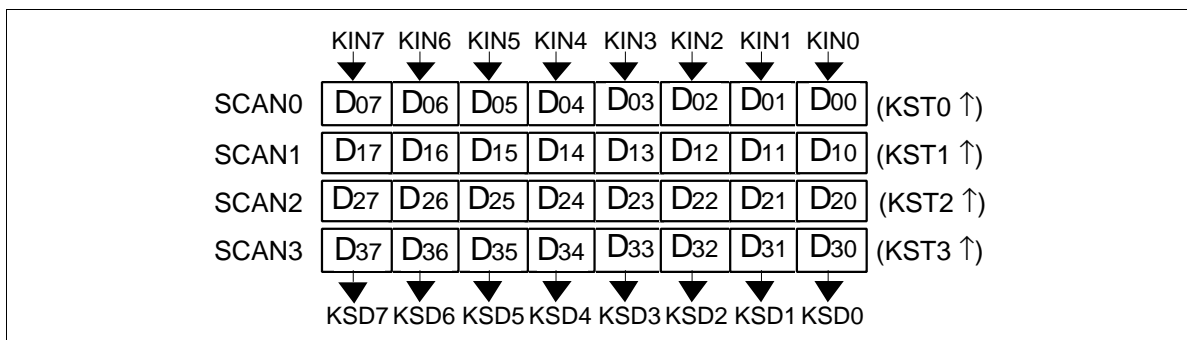 KIN7 KIN6 KIN5 KIN4 KIN3 KIN2 KIN1 KIN0
SCAN0 D07 D06 D05 D04 D03 D02 D01 D00 (KST0 ↑)
SCAN1 D17 D16 D15 D14 D13 D12 D11 D10 (KST1 ↑)
SCAN2 D27 D26 D25 D24 D23 D22 D21 D20 (KST2 ↑)
SCAN3 D37 D36 D35 D34 D33 D32 D31 D30 (KST3 ↑)
KSD7 KSD6 KSD5 KSD4 KSD3 KSD2 KSD1 KSD0